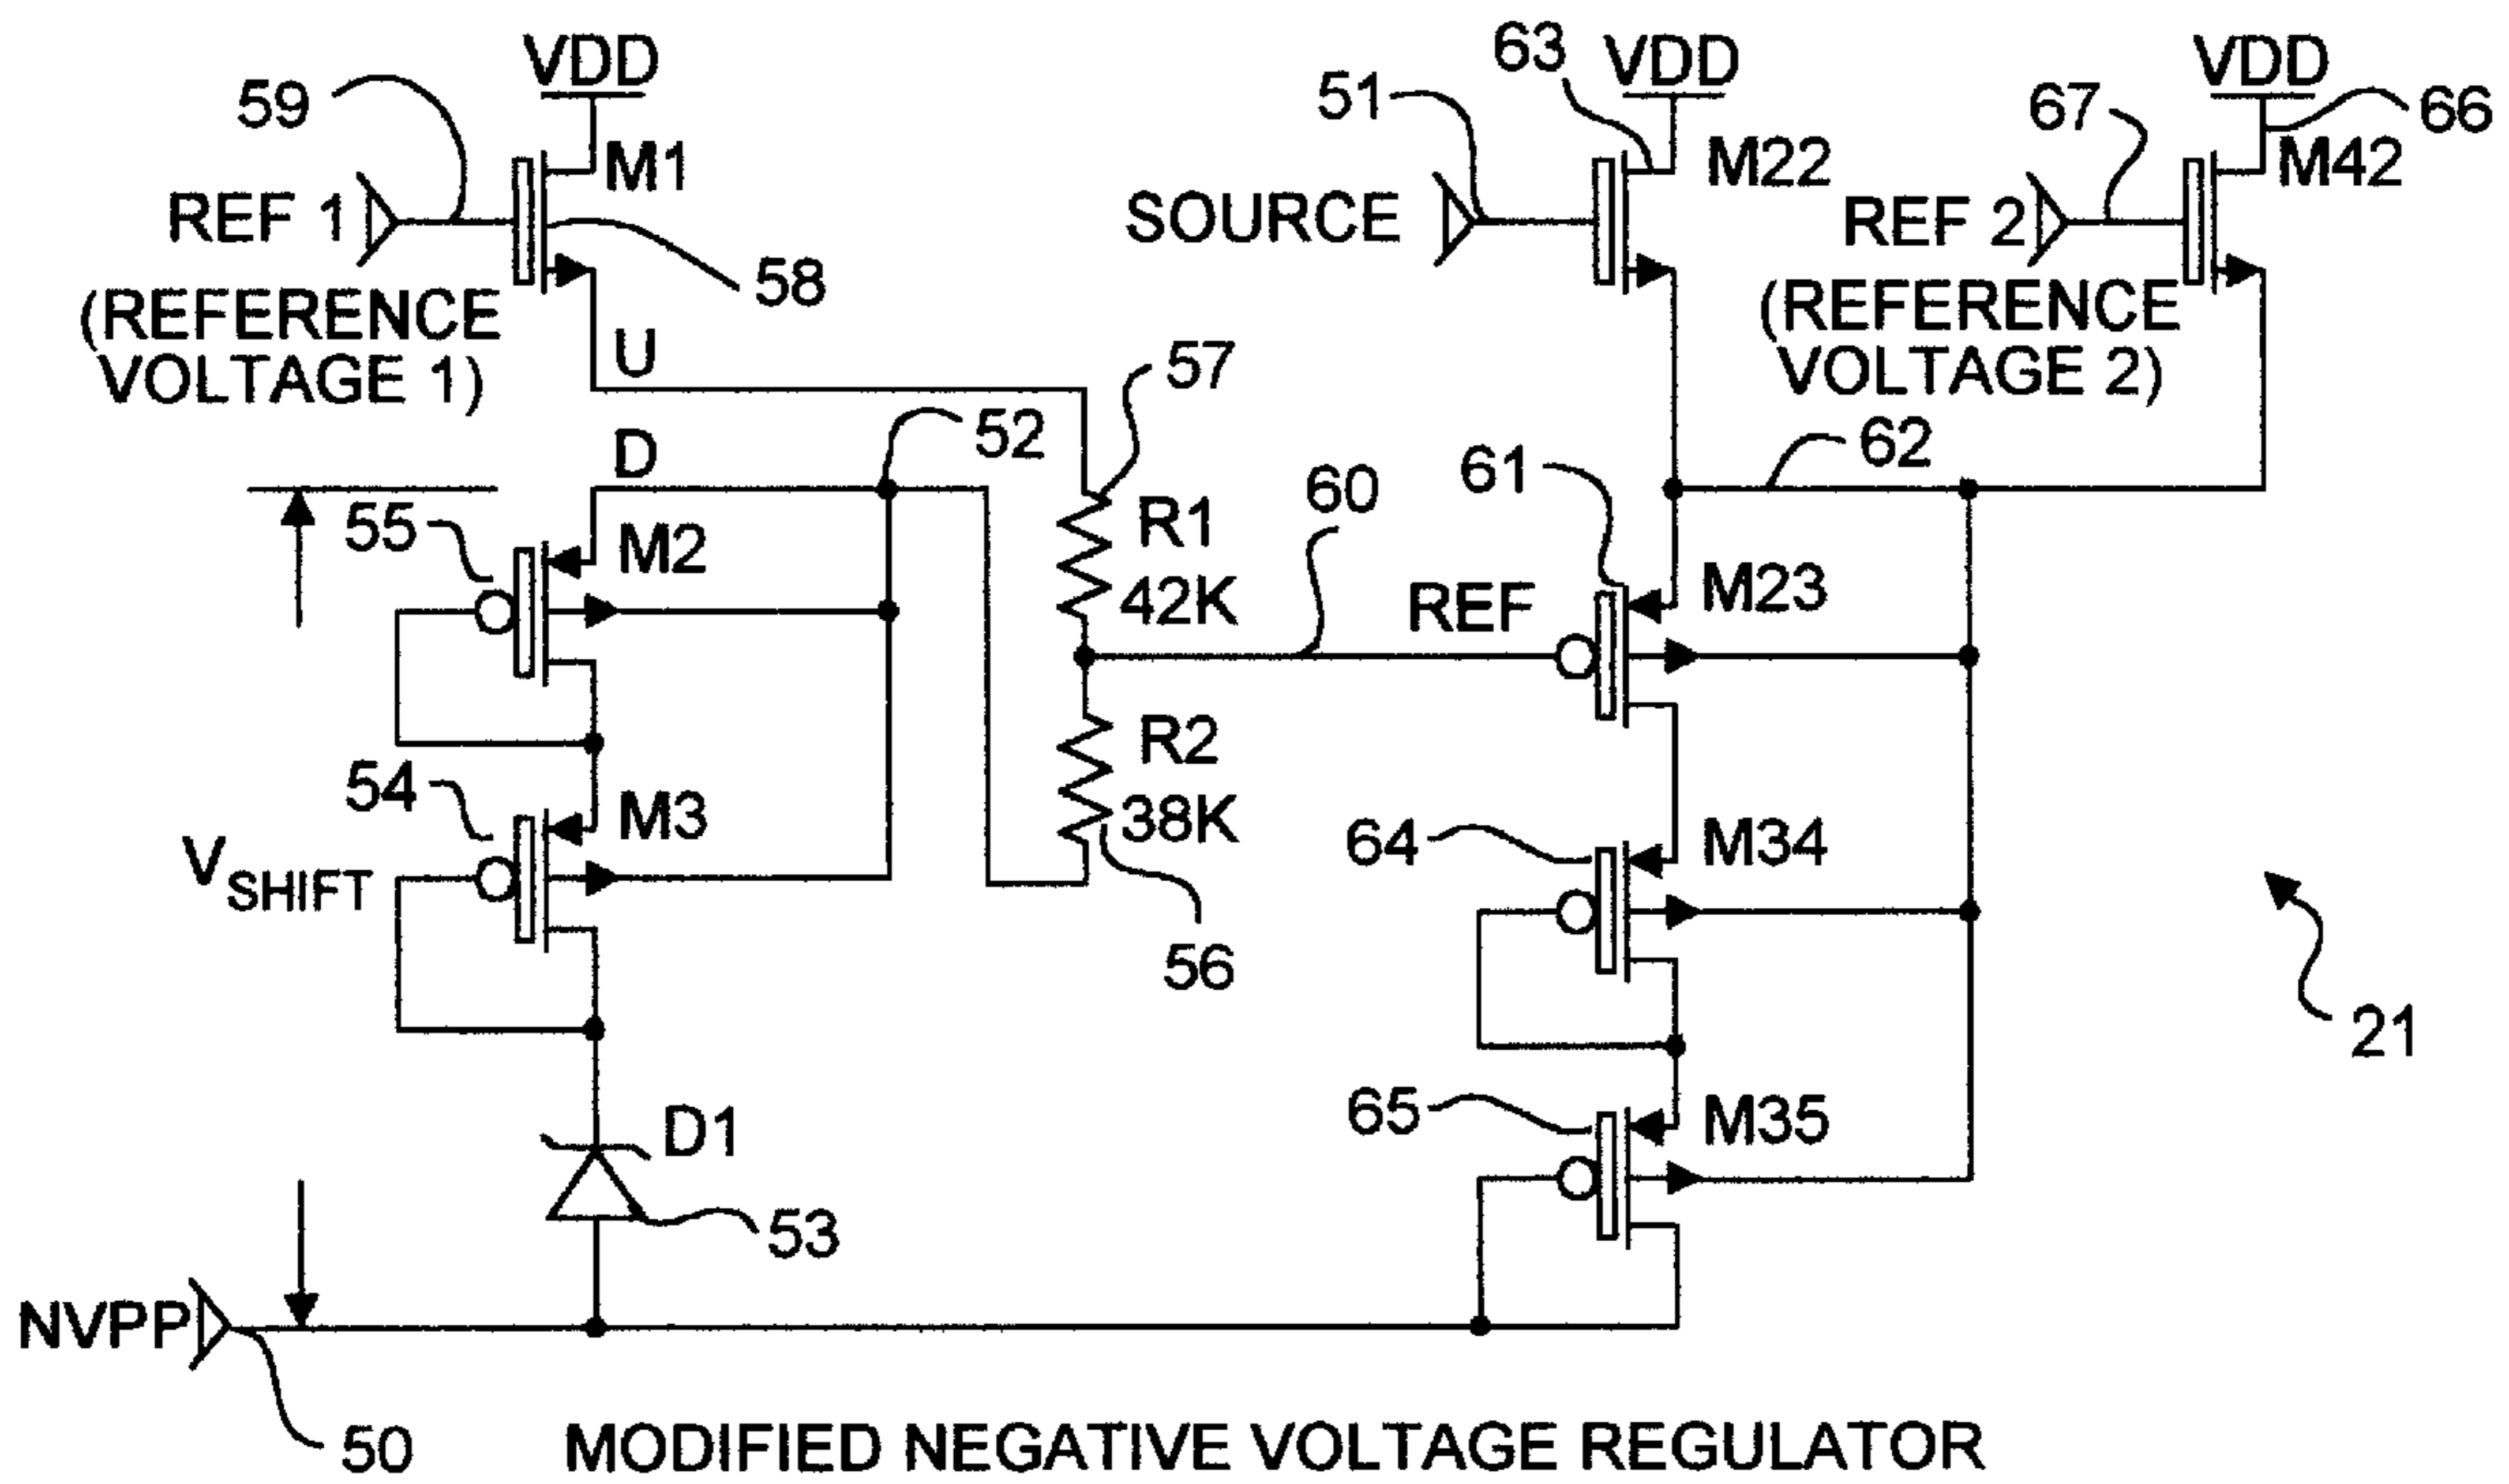 VDD
63
VDD
VDD
59
51
67
66
M1
M22
M42
REF 1
SOURCE
REF 2
58
(REFERENCE
VOLTAGE 1)
(REFERENCE
VOLTAGE 2)
U
57
52
62
D
61
60
55
M2
R1
42K
REF
M23
54
M3
R2
38K
64
M34
VSHIFT
56
21
65
M35
D1
53
NVPP
50
MODIFIED NEGATIVE VOLTAGE REGULATOR